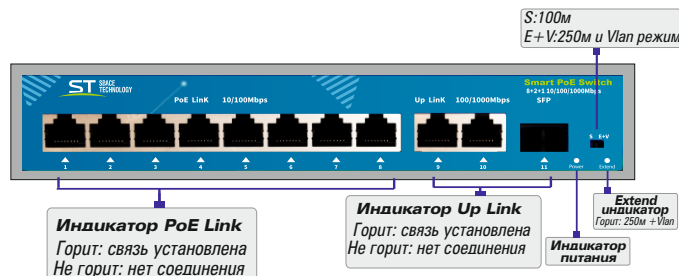 S:100м
E+V:250м и Vlan режим
ST SPACE TECHNOLOGY
Smart PoE Switch
8+2+1 10/100/1000Mbps
PoE LinK 10/100Mbps
Up LinK 100/1000Mbps
SFP
S E+V
1 2 3 4 5 6 7 8 9 10 11 Power Extend
Индикатор PoE Link
Горит: связь установлена
Не горит: нет соединения
Индикатор Up Link
Горит: связь установлена
Не горит: нет соединения
Индикатор
питания
Extend
индикатор
Горит: 250м +Vlan